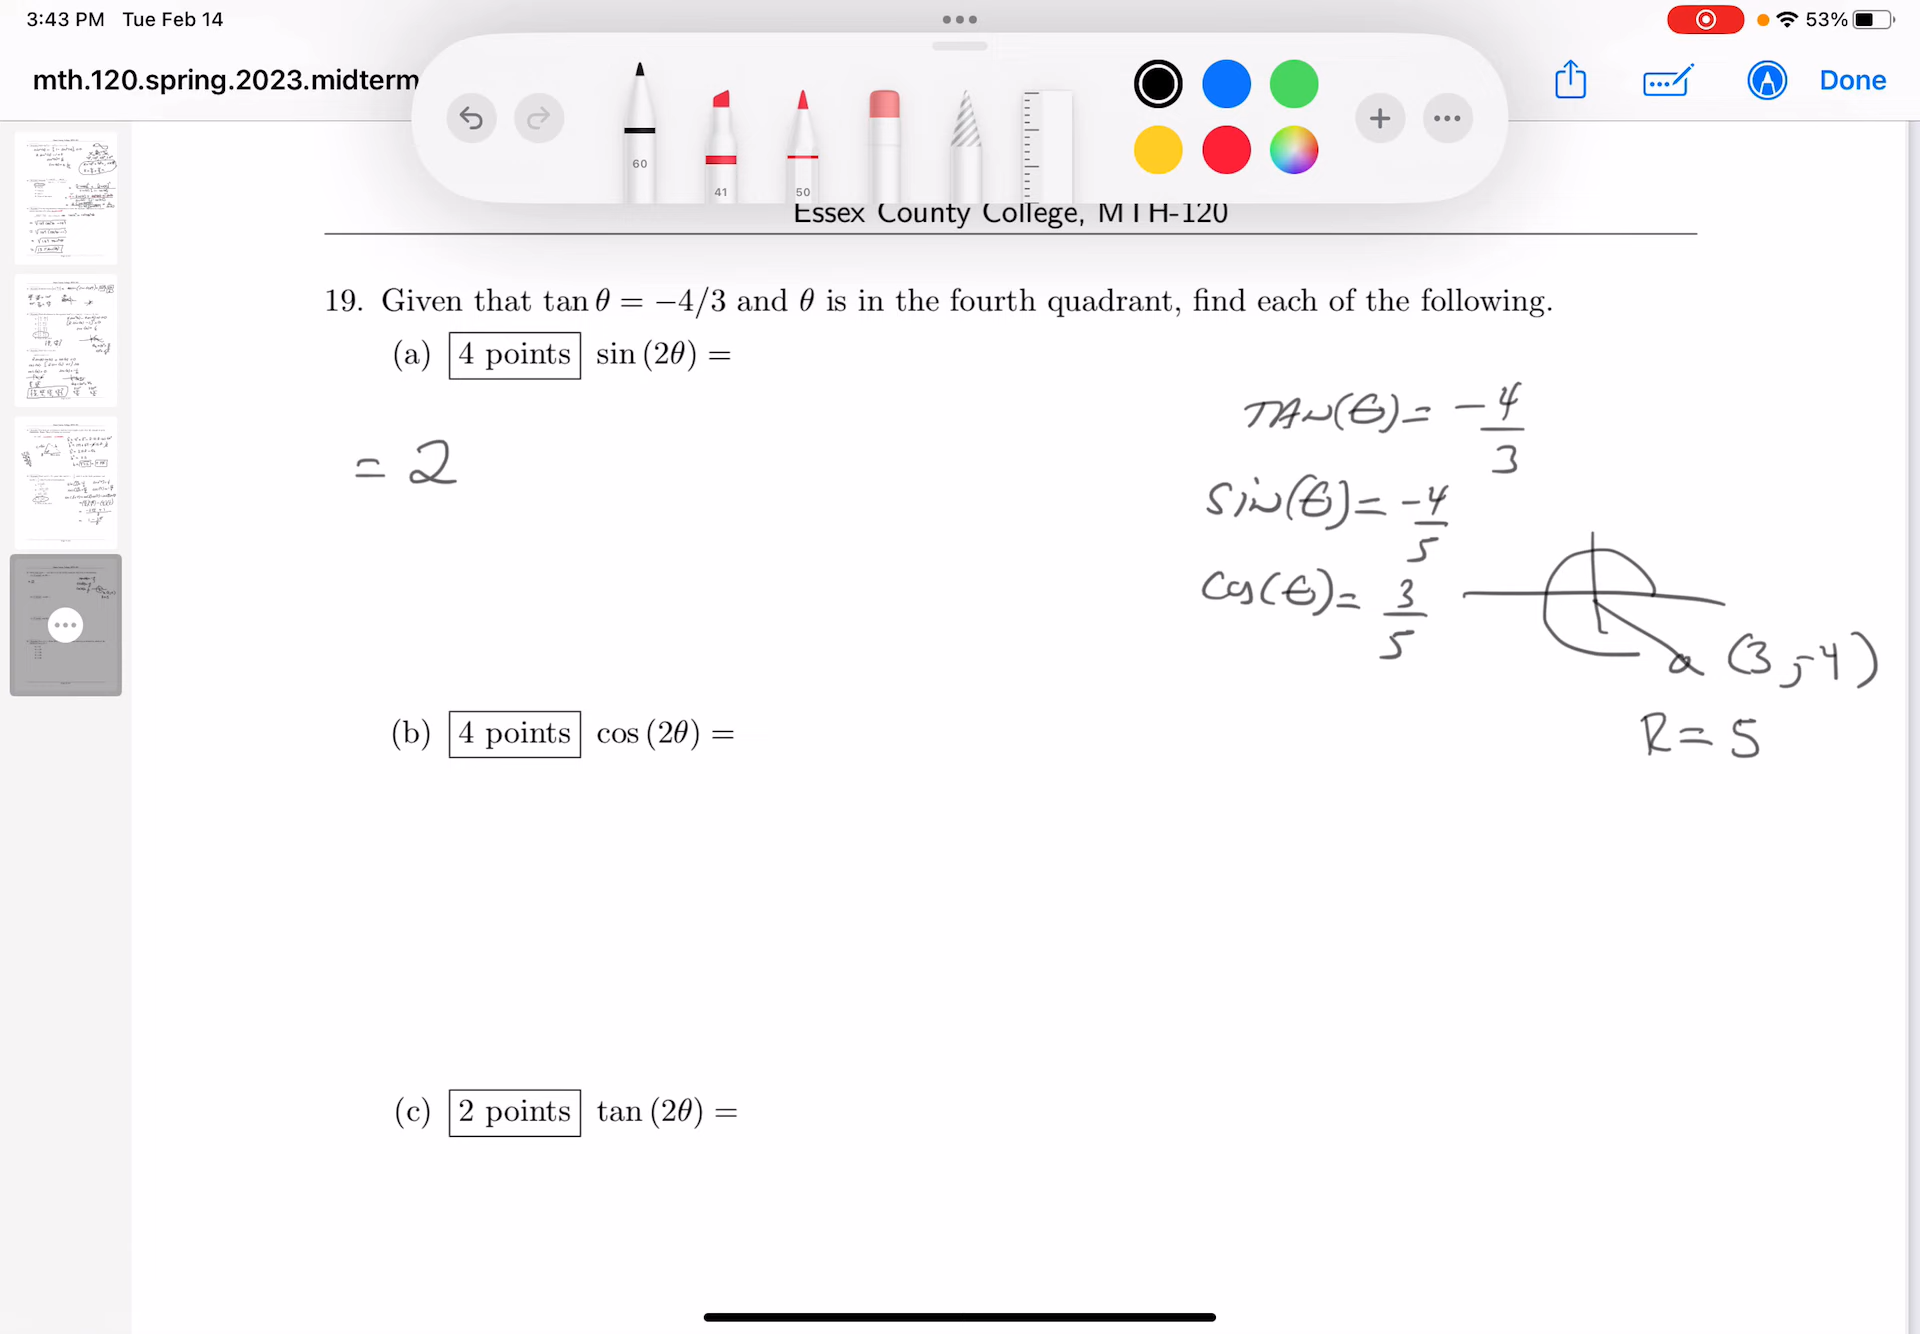 3:43 PM Tue Feb 14
53%
mth.120.spring.2023.midterm
Done
60
41
50
Essex County College, MTH-120
19. Given that tan θ = −4/3 and θ is in the fourth quadrant, find each of the following.
(a) 4 points sin (2θ) =
= 2
TAN(θ) = -4/3
Sin(θ) = -4/5
Cos(θ) = 3/5
(3, -4)
R = 5
(b) 4 points cos (2θ) =
(c) 2 points tan (2θ) =